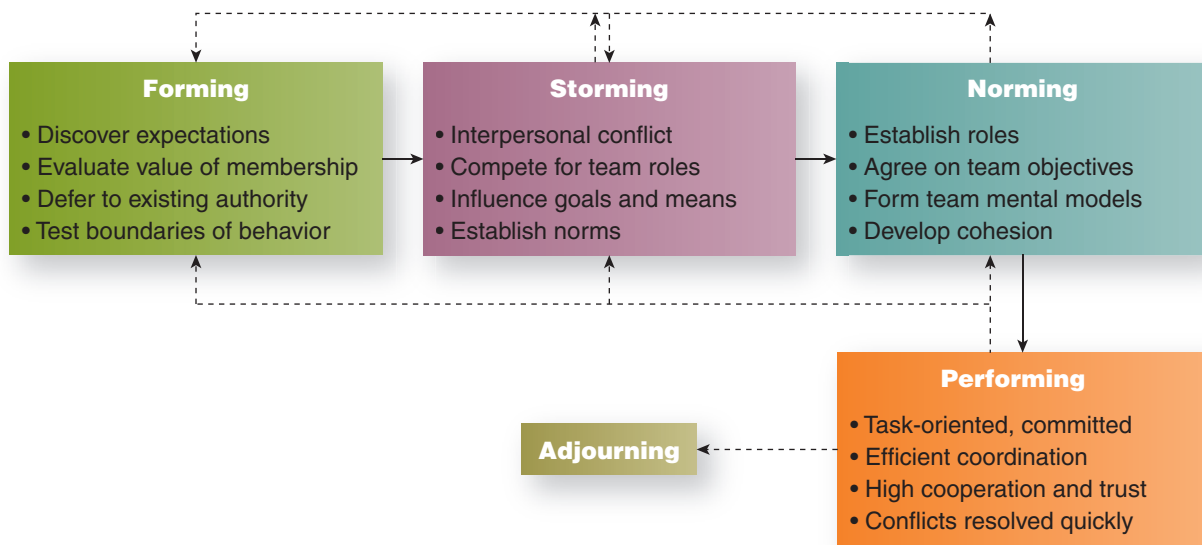 Forming
• Discover expectations
• Evaluate value of membership
• Defer to existing authority
• Test boundaries of behavior
Storming
• Interpersonal conflict
• Compete for team roles
• Influence goals and means
• Establish norms
Norming
• Establish roles
• Agree on team objectives
• Form team mental models
• Develop cohesion
Performing
• Task-oriented, committed
• Efficient coordination
• High cooperation and trust
• Conflicts resolved quickly
Adjourning